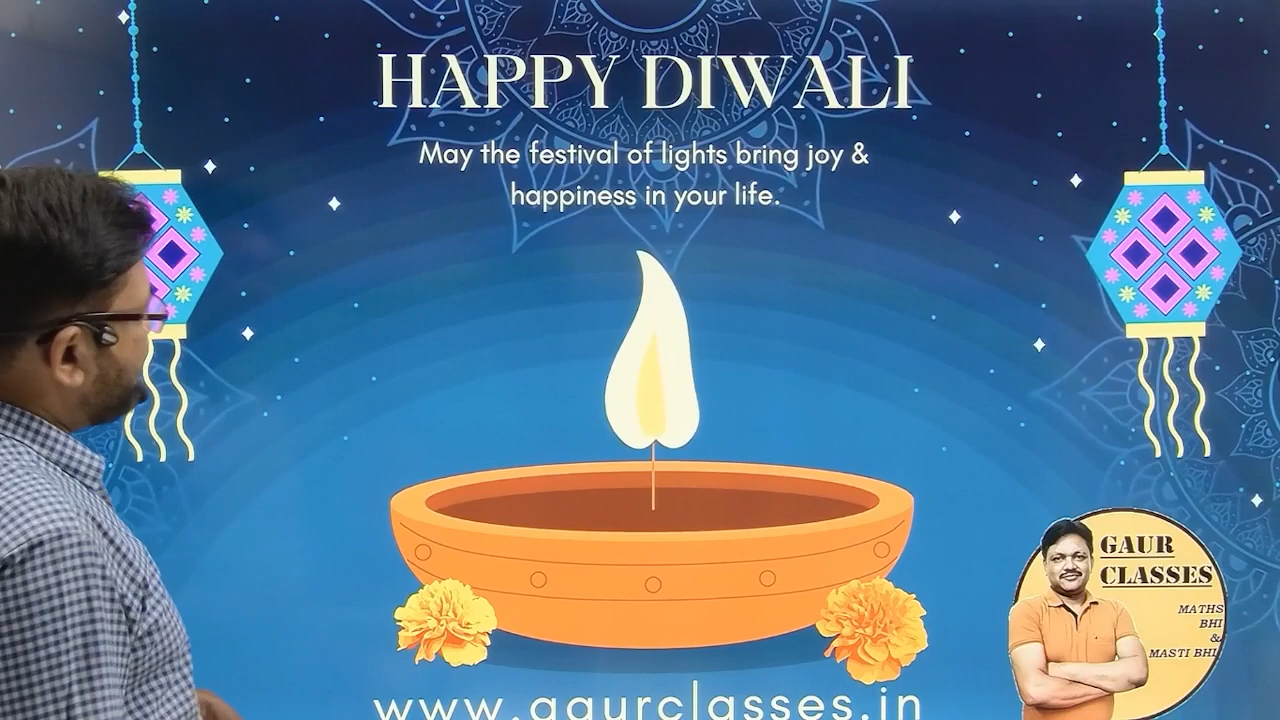 HAPPY DIWALI
May the festival of lights bring joy &
happiness in your life.
GAUR
CLASSES
MATHS
BHI
&
MASTI BHI
www.gaurclasses.in